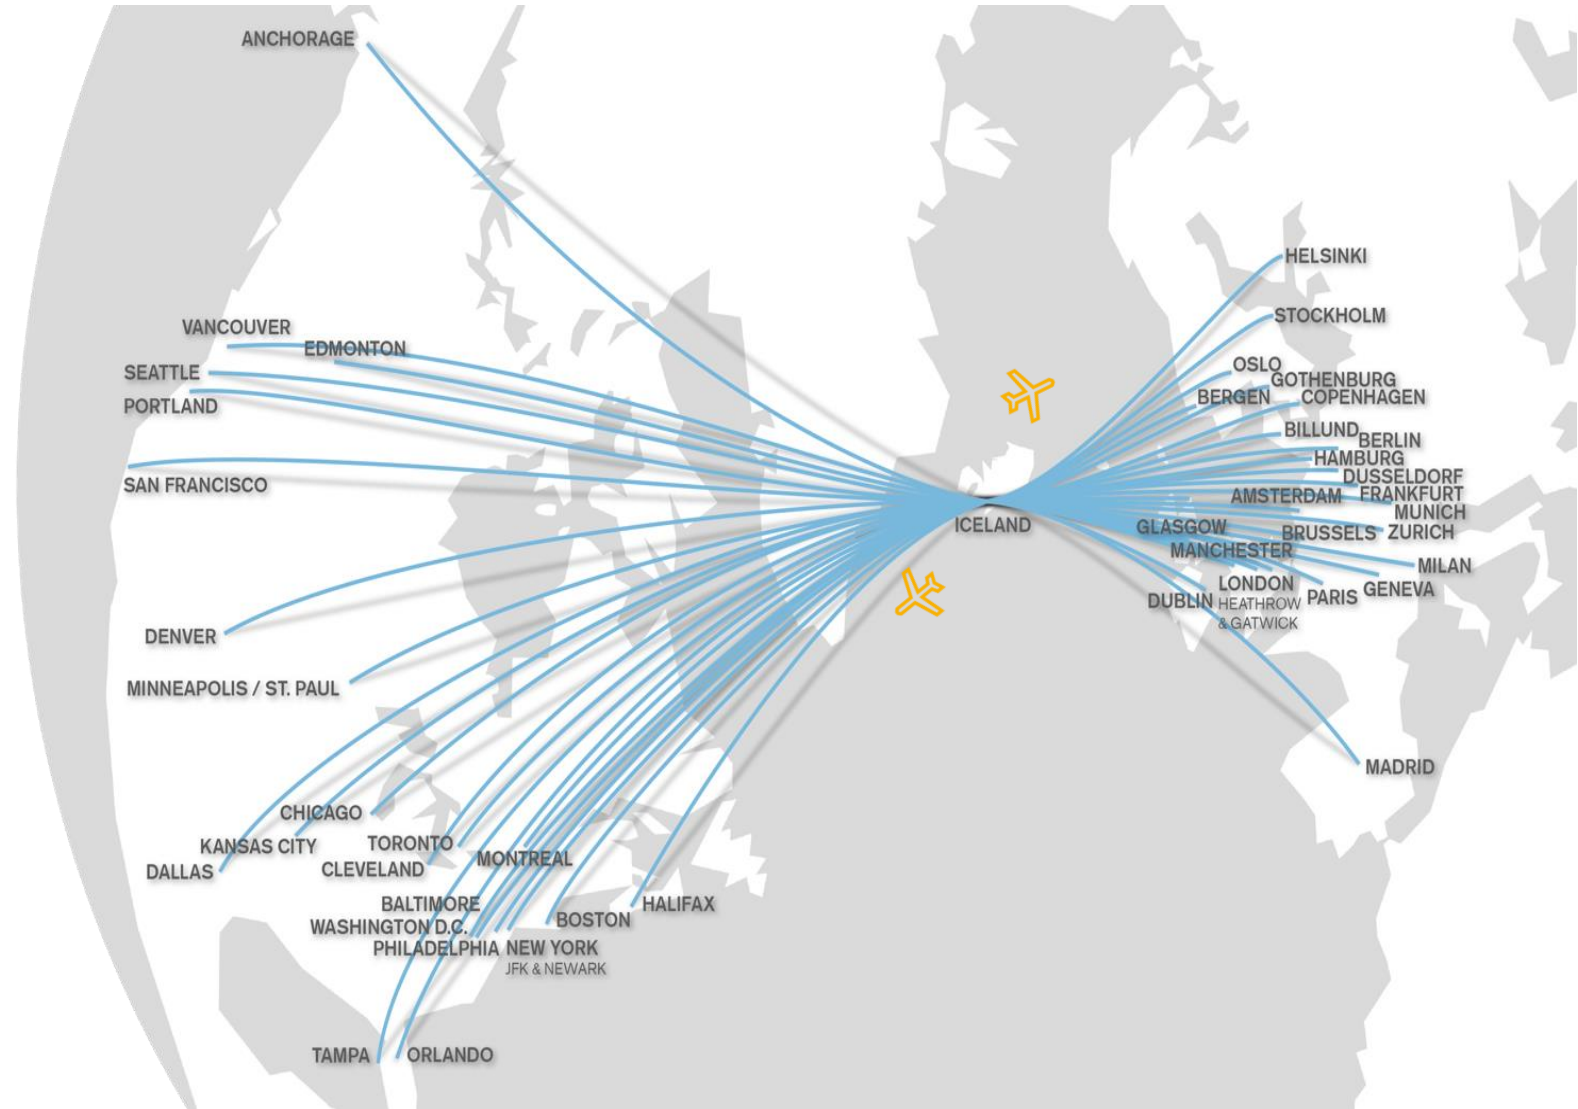 ANCHORAGE
HELSINKI
STOCKHOLM
VANCOUVER
EDMONTON
SEATTLE
PORTLAND
OSLO
GOTHENBURG
BERGEN
COPENHAGEN
BILLUND
BERLIN
HAMBURG
DUSSELDORF
SAN FRANCISCO
AMSTERDAM
FRANKFURT
MUNICH
ICELAND
GLASGOW
BRUSSELS
ZURICH
MANCHESTER
MILAN
LONDON
HEATHROW
& GATWICK
DUBLIN
PARIS
GENEVA
DENVER
MINNEAPOLIS / ST. PAUL
MADRID
CHICAGO
KANSAS CITY
DALLAS
TORONTO
CLEVELAND
MONTREAL
BALTIMORE
HALIFAX
WASHINGTON D.C.
BOSTON
PHILADELPHIA
NEW YORK
JFK & NEWARK
TAMPA
ORLANDO